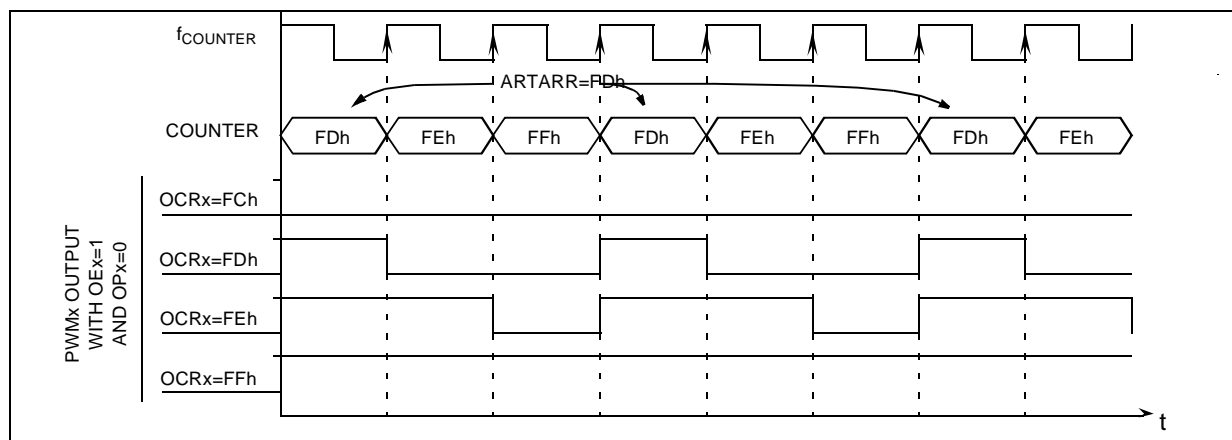 fCOUNTER
ARTARR=FDh
COUNTER
FDh FEh FFh FDh FEh FFh FDh FEh
OCRx=FCh
OCRx=FDh
OCRx=FEh
OCRx=FFh
PWMx OUTPUT
WITH OEx=1
AND OPx=0
t